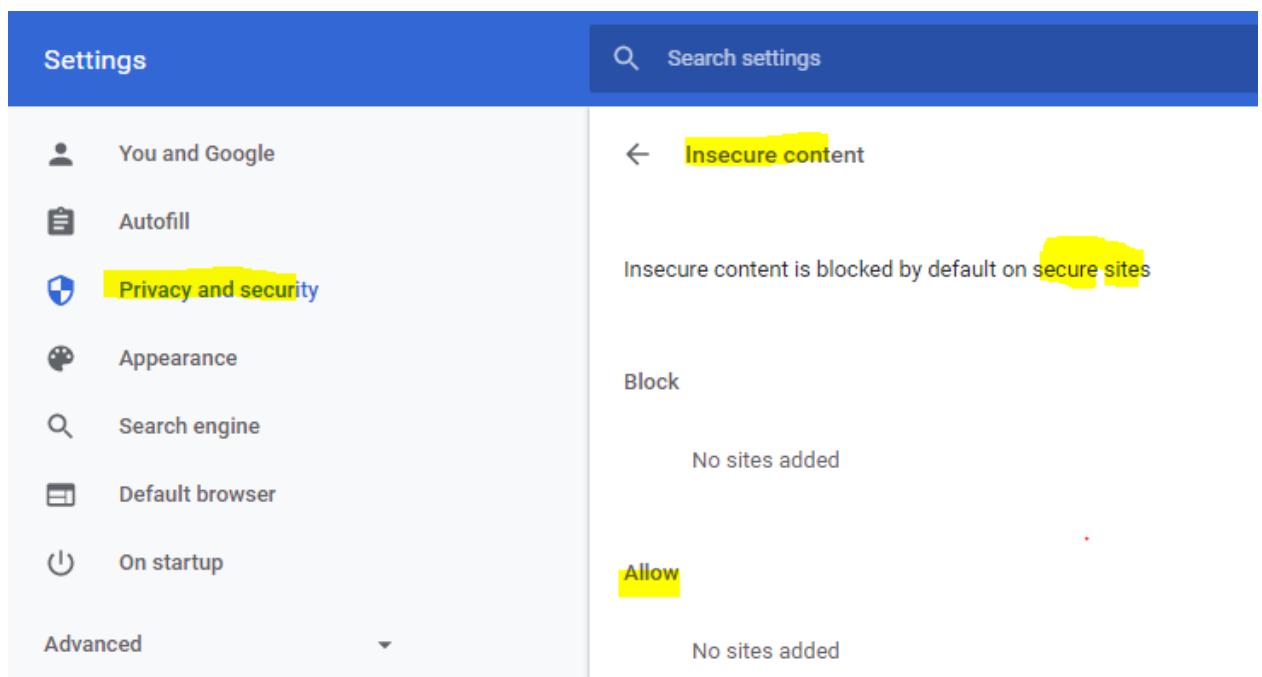 Settings
Search settings
You and Google
Autofill
Privacy and security
Appearance
Search engine
Default browser
On startup
Advanced
Insecure content
Insecure content is blocked by default on secure sites
Block
No sites added
Allow
No sites added